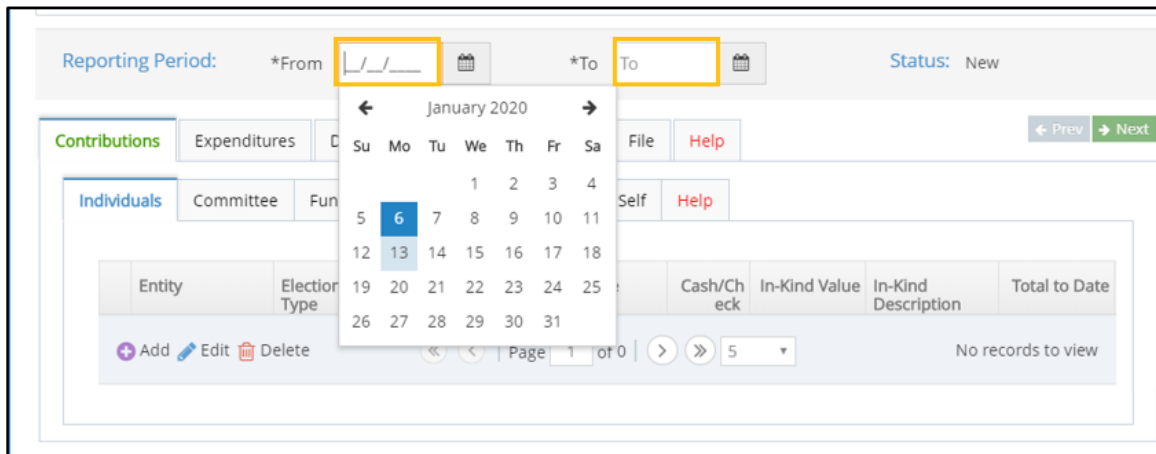 Reporting Period: *From __/__/____ *To To Status: New
January 2020
Contributions Expenditures File Help Prev Next
Su Mo Tu We Th Fr Sa
1 2 3 4
Individuals Committee Self Help
5 6 7 8 9 10 11
12 13 14 15 16 17 18
Entity Election Type 19 20 21 22 23 24 25 Cash/Check In-Kind Value In-Kind Description Total to Date
26 27 28 29 30 31
Add Edit Delete Page 1 of 0 5 No records to view